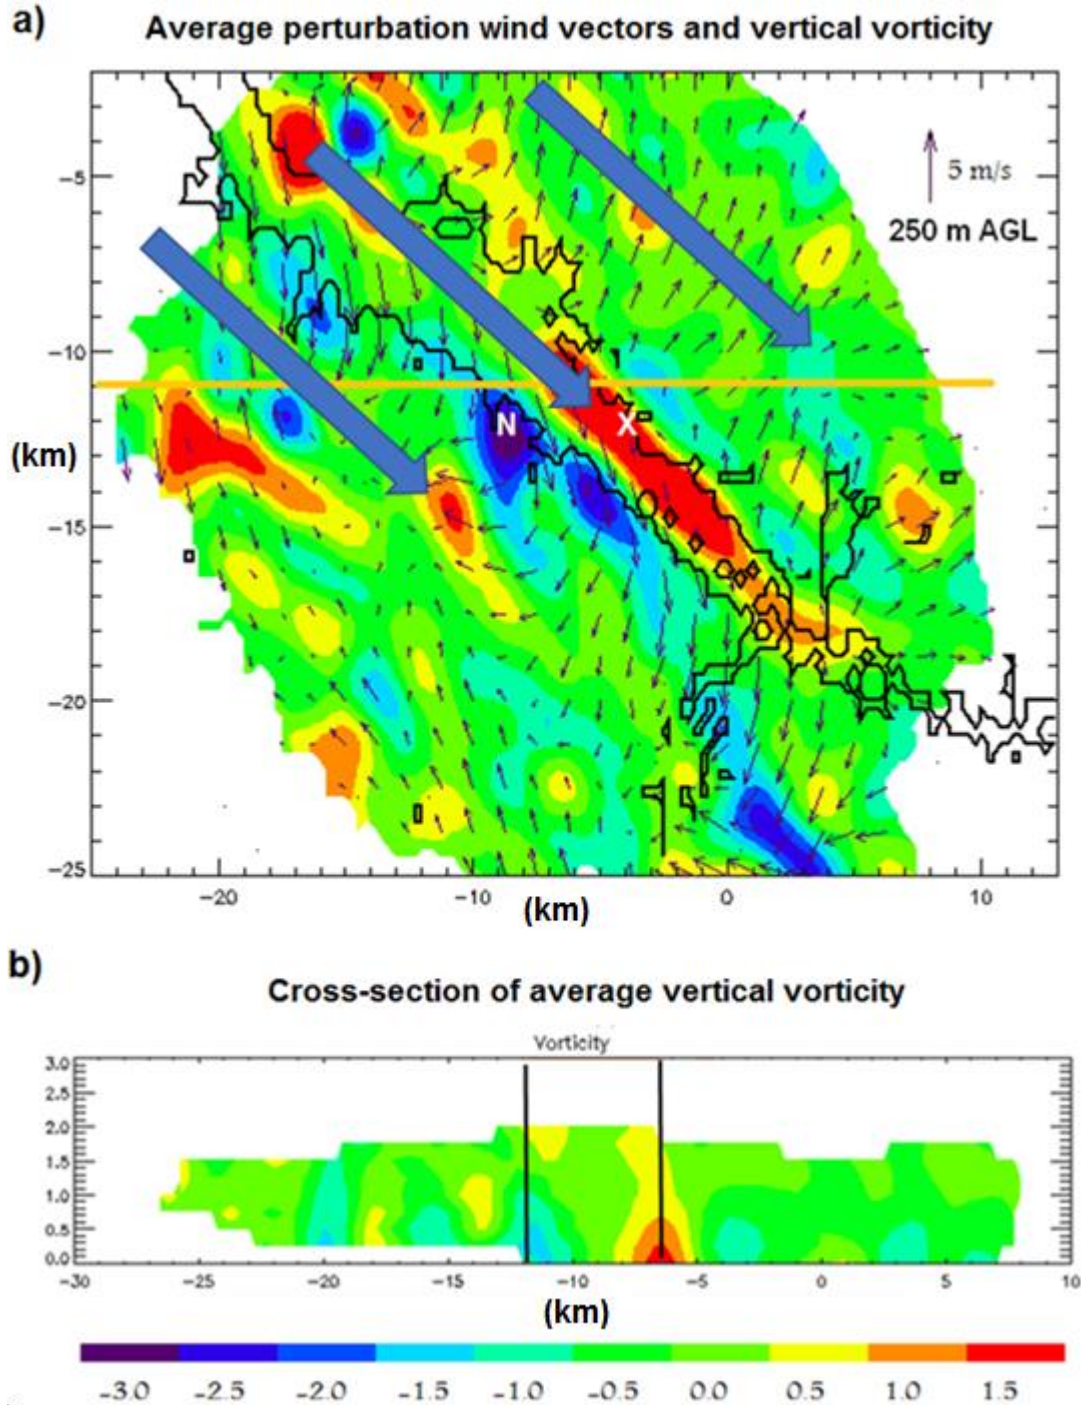 a)
Average perturbation wind vectors and vertical vorticity
−5
5 m/s
250 m AGL
−10
N
X
(km)
−15
−20
−25
−20
−10
0
10
(km)
b)
Cross-section of average vertical vorticity
Vorticity
3.0
2.5
2.0
1.5
1.0
0.5
0.0
−30
−25
−20
−15
−10
−5
0
5
10
(km)
-3.0
-2.5
-2.0
-1.5
-1.0
-0.5
0.0
0.5
1.0
1.5